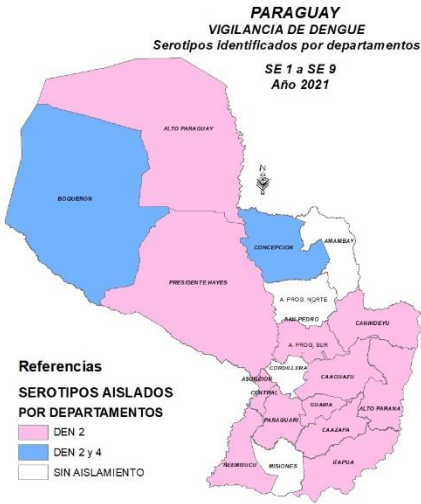 PARAGUAY
VIGILANCIA DE DENGUE
Serotipos identificados por departamentos
SE 1 a SE 9
Año 2021
ALTO PARAGUAY
N
BOQUERON
CONCEPCION
AMAMBAY
PRESIDENTE HAYES
A. PROG. NORTE
SAN PEDRO
CANINDEYU
A. PROG. SUR
CORDILLERA
ASUNCION
CAAGUAZU
CENTRAL
GUAIRA
ALTO PARANA
PARAGUARI
CAAZAPA
ÑEEMBUCU
MISIONES
ITAPUA
Referencias
SEROTIPOS AISLADOS
POR DEPARTAMENTOS
DEN 2
DEN 2 y 4
SIN AISLAMIENTO